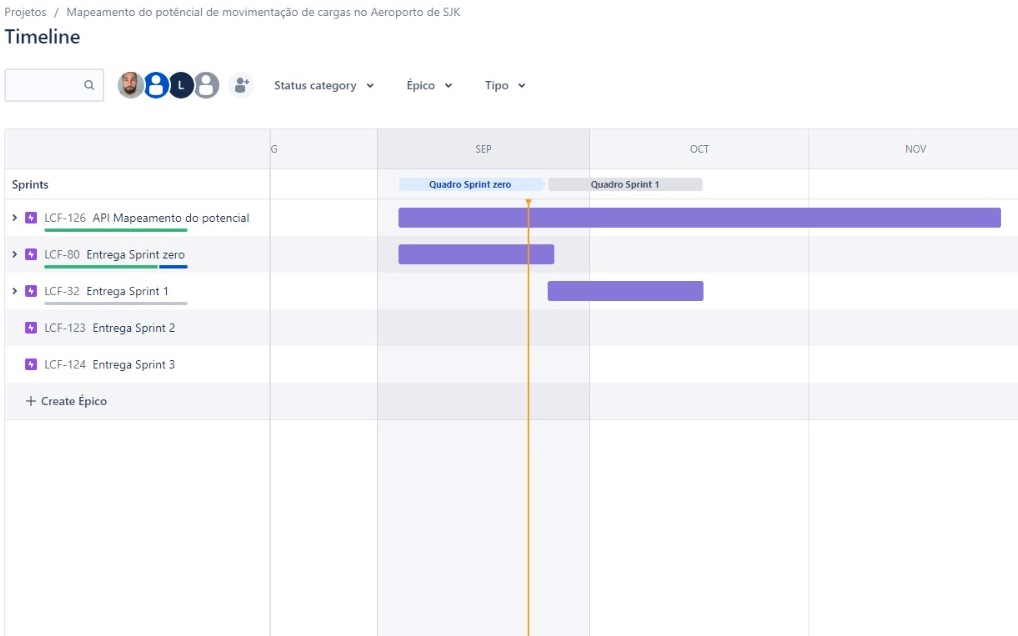 Projetos / Mapeamento do potêncial de movimentação de cargas no Aeroporto de SJK
Timeline
L
Status category
Épico
Tipo
G
SEP
OCT
NOV
Sprints
Quadro Sprint zero
Quadro Sprint 1
LCF-126 API Mapeamento do potencial
LCF-80 Entrega Sprint zero
LCF-32 Entrega Sprint 1
LCF-123 Entrega Sprint 2
LCF-124 Entrega Sprint 3
+ Create Épico